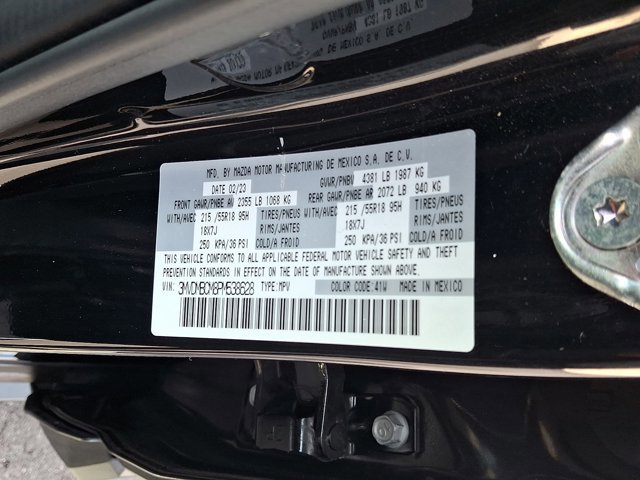 MFD. BY MAZDA MOTOR MANUFACTURING DE MEXICO S.A. DE C.V.
DATE 02/23 GVWR/PNBV 4381 LB 1987 KG
FRONT GAWR/PNBE AV 2355 LB 1068 KG REAR GAWR/PNBE AR 2072 LB 940 KG
WITH/AVEC 215 /55R18 95H TIRES/PNEUS WITH/AVEC 215 /55R18 95H TIRES/PNEUS
18X7J RIMS/JANTES 18X7J RIMS/JANTES
250 KPA/36 PSI COLD/A FROID 250 KPA/36 PSI COLD/A FROID
THIS VEHICLE CONFORMS TO ALL APPLICABLE FEDERAL MOTOR VEHICLE SAFETY AND THEFT
PREVENTION STANDARDS IN EFFECT ON THE DATE OF MANUFACTURE SHOWN ABOVE.
VIN: 3MVDMBCM8PM538628 TYPE: MPV COLOR CODE: 41W MADE IN MEXICO